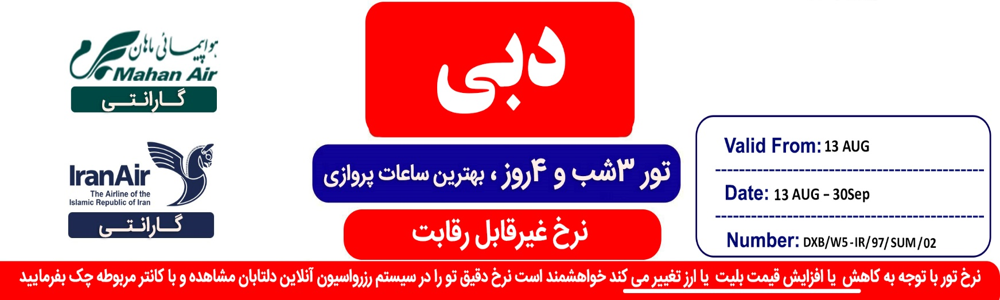 هواپیمائی ماهان
Mahan Air
گـــارانـتـــی
IranAir
The Airline of the
Islamic Republic of Iran
گـــارانـتـــی
دبی
تور ۳شب و ۴روز ، بهترین ساعات پروازی
نرخ غیرقابل رقابت
Valid From: 13 AUG
Date: 13 AUG – 30Sep
Number: DXB/W5-IR/97/SUM/02
نرخ تور با توجه به کاهش یا افزایش قیمت بلیت یا ارز تغییر می کند خواهشمند است نرخ دقیق تو را در سیستم رزرواسیون آنلاین دلتابان مشاهده و با کانتر مربوطه چک بفرمایید